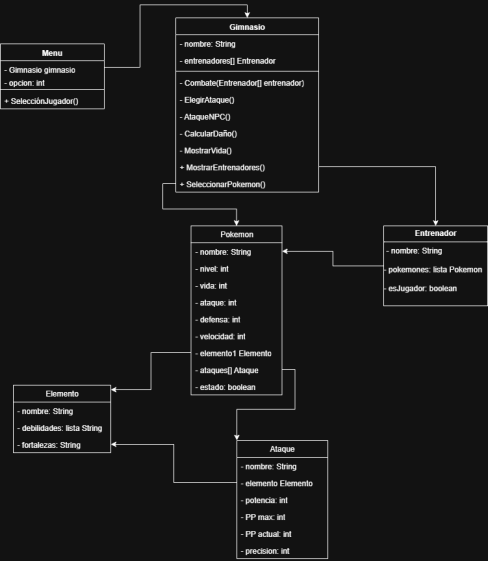 Gimnasio
- nombre: String
- entrenadores[] Entrenador
- Combate(Entrenador[] entrenador)
- ElegirAtaque()
- AtaqueNPC()
- CalcularDaño()
- MostrarVida()
+ MostrarEntrenadores()
+ SeleccionarPokemon()
Menu
- Gimnasio gimnasio
- opcion: int
+ SelecciónJugador()
Pokemon
- nombre: String
- nivel: int
- vida: int
- ataque: int
- defensa: int
- velocidad: int
- elemento1 Elemento
- ataques[] Ataque
- estado: boolean
Entrenador
- nombre: String
- pokemones: lista Pokemon
- esJugador: boolean
Elemento
- nombre: String
- debilidades: lista String
- fortalezas: String
Ataque
- nombre: String
- elemento Elemento
- potencia: int
- PP max: int
- PP actual: int
- precision: int